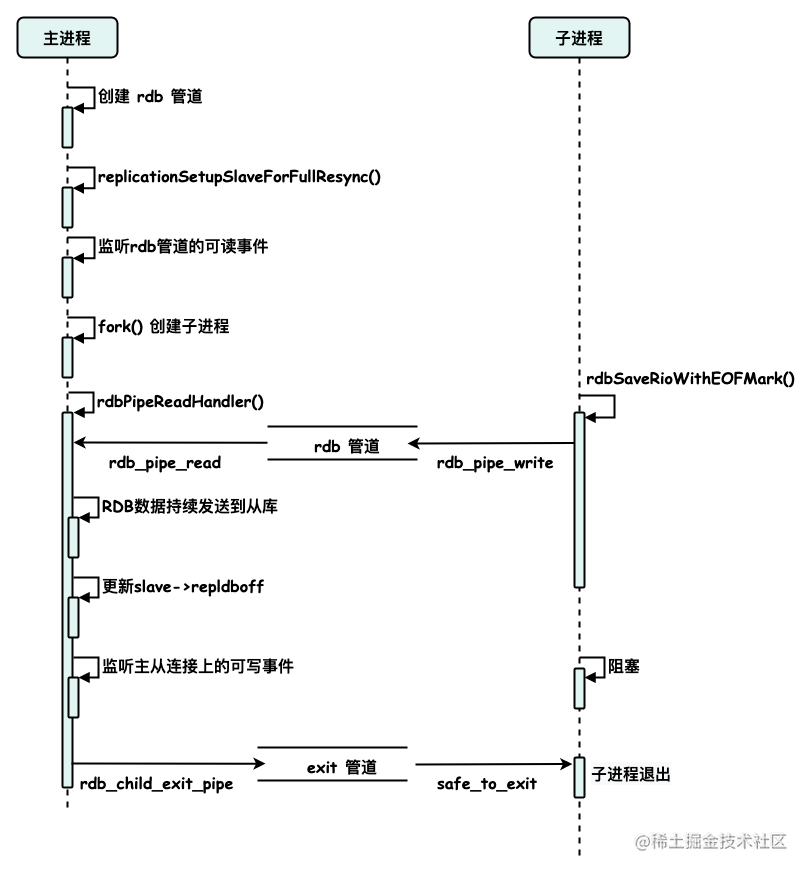 主进程
子进程
创建 rdb 管道
replicationSetupSlaveForFullResync()
监听rdb管道的可读事件
fork() 创建子进程
rdbSaveRioWithEOFMark()
rdbPipeReadHandler()
rdb 管道
rdb_pipe_read
rdb_pipe_write
RDB数据持续发送到从库
更新slave->repldboff
监听主从连接上的可写事件
阻塞
exit 管道
rdb_child_exit_pipe
safe_to_exit
子进程退出
@稀土掘金技术社区